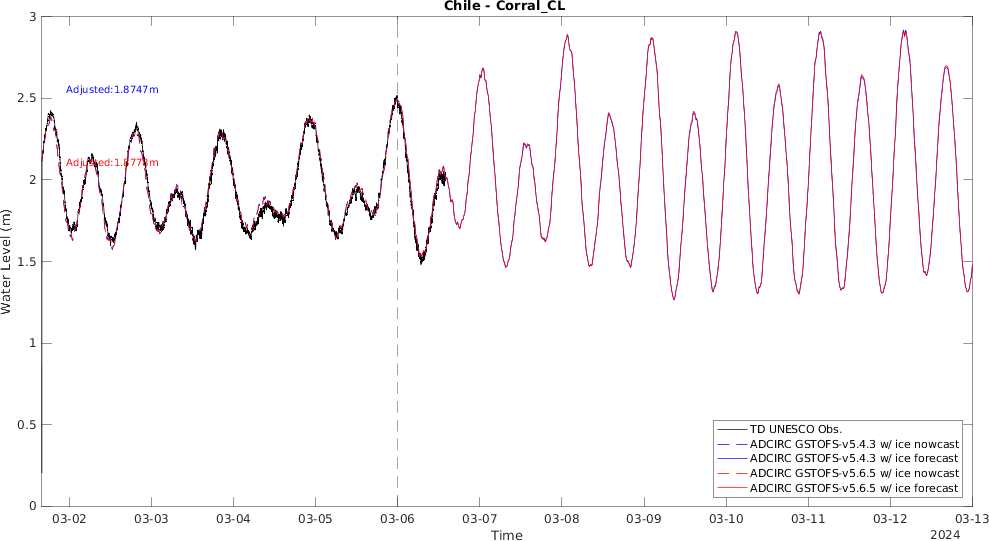 Chile - Corral_CL
3
2.5
2
1.5
1
0.5
0
Water Level (m)
Adjusted:1.8747m
Adjusted:1.8778m
TD UNESCO Obs.
ADCIRC GSTOFS-v5.4.3 w/ ice nowcast
ADCIRC GSTOFS-v5.4.3 w/ ice forecast
ADCIRC GSTOFS-v5.6.5 w/ ice nowcast
ADCIRC GSTOFS-v5.6.5 w/ ice forecast
03-02 03-03 03-04 03-05 03-06 03-07 03-08 03-09 03-10 03-11 03-12 03-13
Time
2024